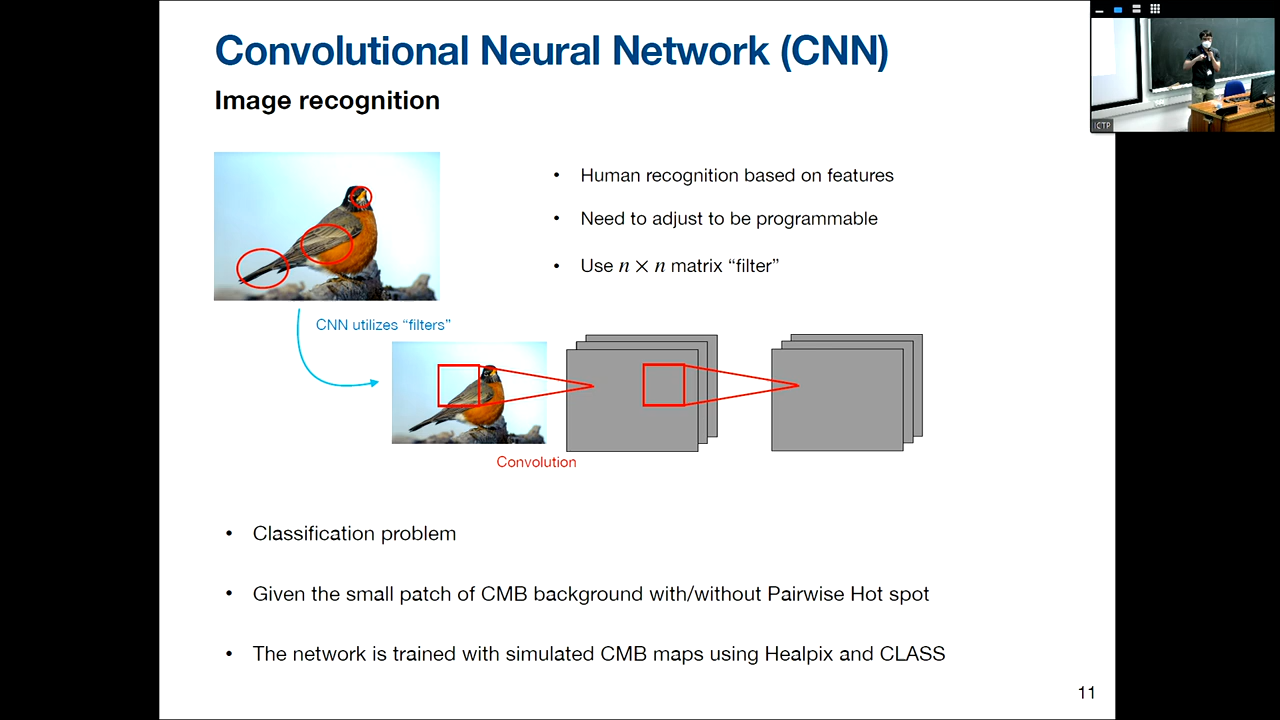 Convolutional Neural Network (CNN)
Image recognition
• Human recognition based on features
• Need to adjust to be programmable
• Use n × n matrix “filter”
CNN utilizes “filters”
Convolution
• Classification problem
• Given the small patch of CMB background with/without Pairwise Hot spot
• The network is trained with simulated CMB maps using Healpix and CLASS
11
ICTP